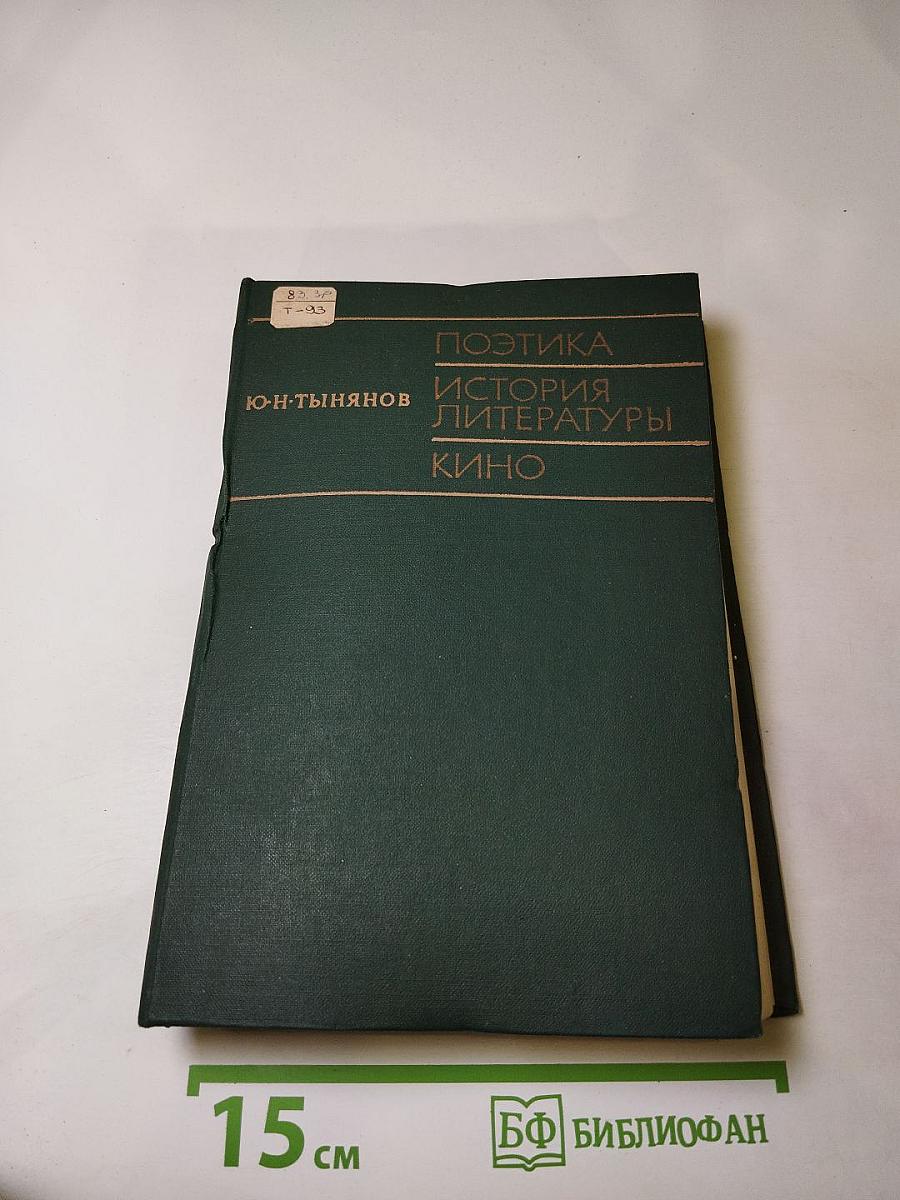 83.3Р
Т-93
Ю·Н·ТЫНЯНОВ
ПОЭТИКА
ИСТОРИЯ
ЛИТЕРАТУРЫ
КИНО
15 см
БФ БИБЛИОФАН